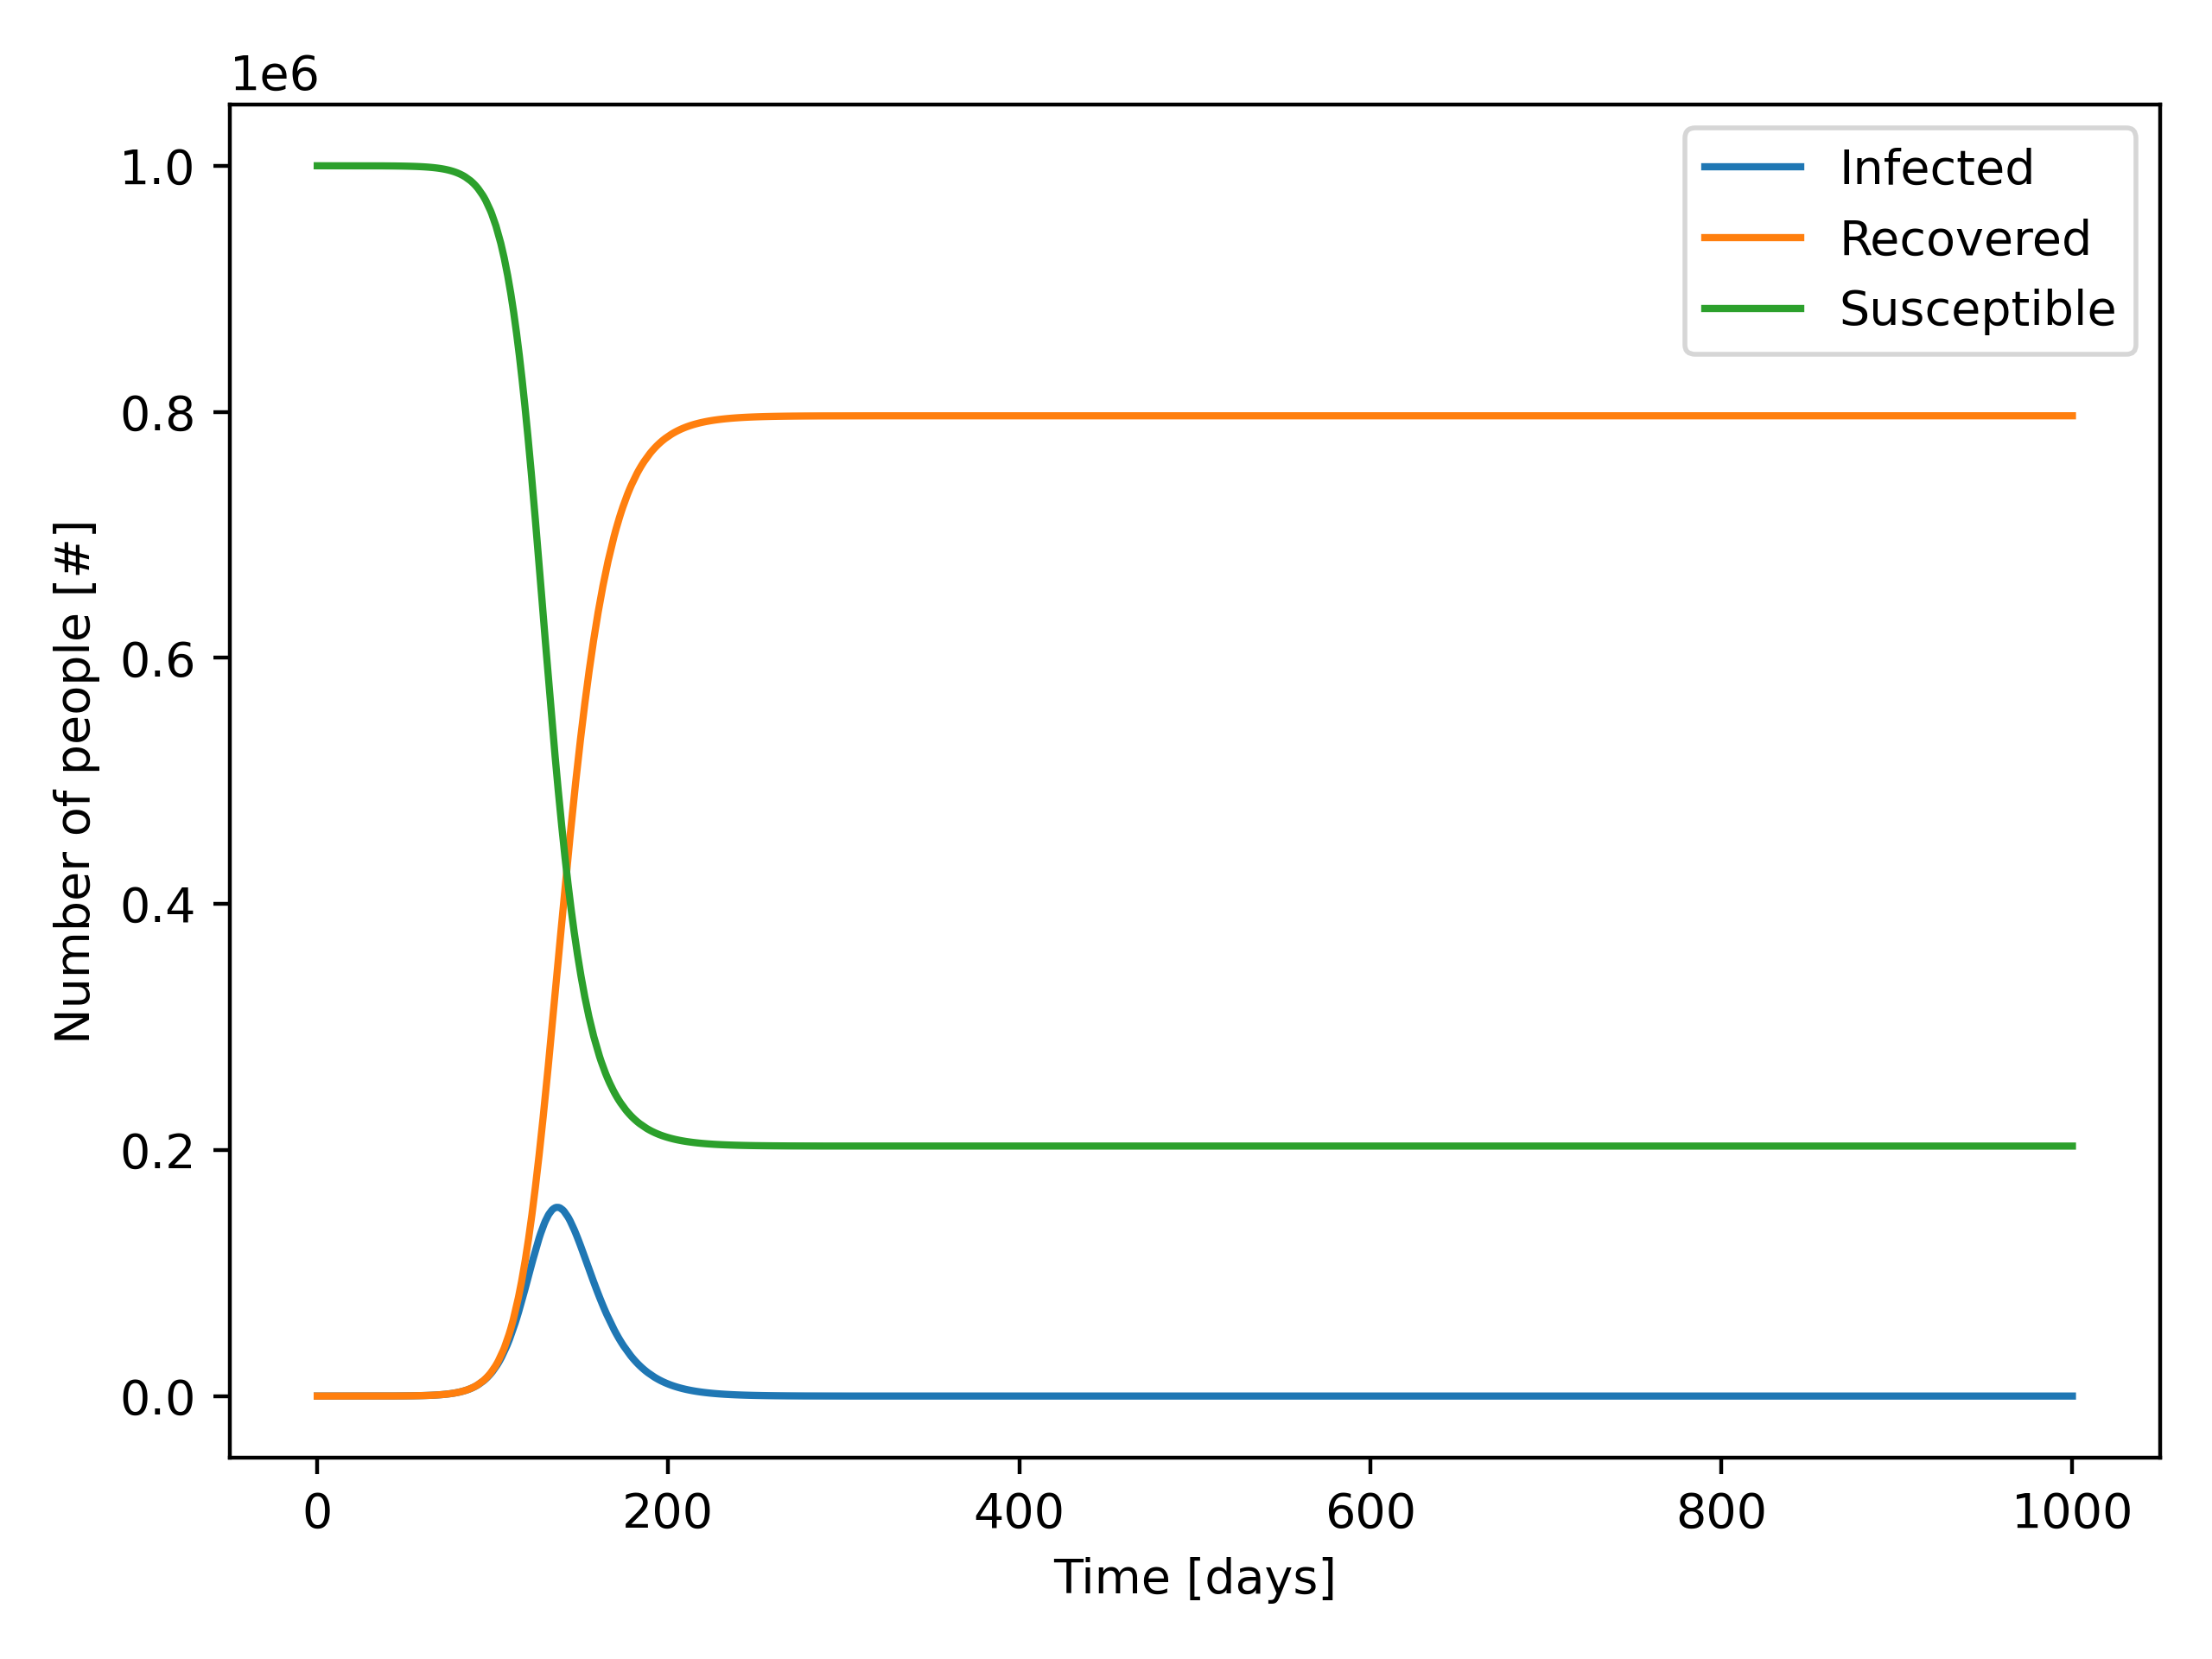 1e6
1.0
0.8
0.6
0.4
0.2
0.0
Number of people [#]
Infected
Recovered
Susceptible
0 200 400 600 800 1000
Time [days]